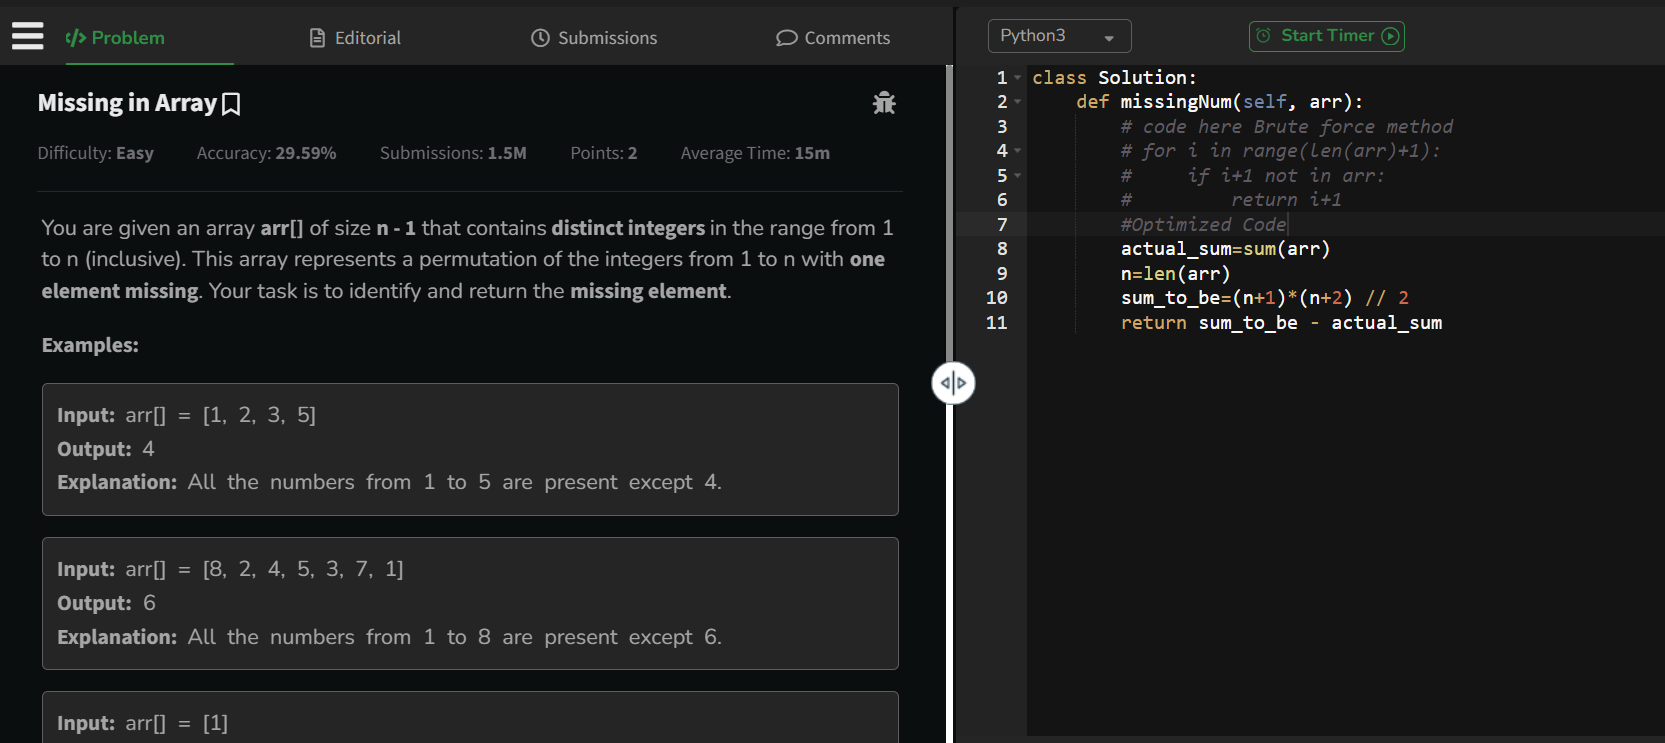 Problem
Editorial
Submissions
Comments
Missing in Array
Difficulty: Easy Accuracy: 29.59% Submissions: 1.5M Points: 2 Average Time: 15m
You are given an array arr[] of size n - 1 that contains distinct integers in the range from 1
to n (inclusive). This array represents a permutation of the integers from 1 to n with one
element missing. Your task is to identify and return the missing element.
Examples:
Input: arr[] = [1, 2, 3, 5]
Output: 4
Explanation: All the numbers from 1 to 5 are present except 4.
Input: arr[] = [8, 2, 4, 5, 3, 7, 1]
Output: 6
Explanation: All the numbers from 1 to 8 are present except 6.
Input: arr[] = [1]
Python3
Start Timer
1 class Solution:
2     def missingNum(self, arr):
3         # code here Brute force method
4         # for i in range(len(arr)+1):
5         #     if i+1 not in arr:
6         #         return i+1
7         #Optimized Code
8         actual_sum=sum(arr)
9         n=len(arr)
10         sum_to_be=(n+1)*(n+2) // 2
11         return sum_to_be - actual_sum